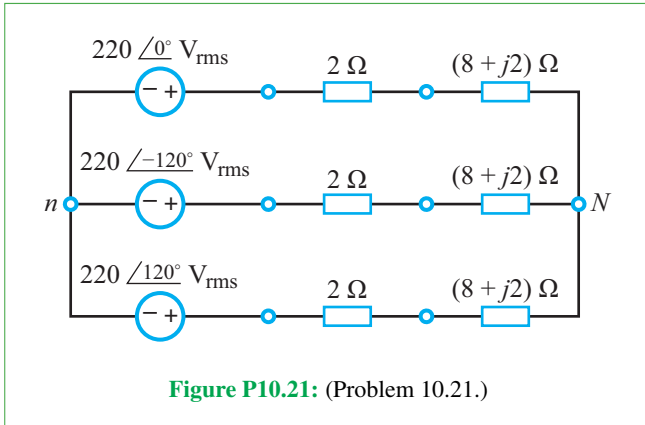 220 /0° Vrms
2 Ω
(8 + j2) Ω
− +
220 /−120° Vrms
2 Ω
(8 + j2) Ω
n
− +
N
220 /120° Vrms
2 Ω
(8 + j2) Ω
− +
Figure P10.21: (Problem 10.21.)